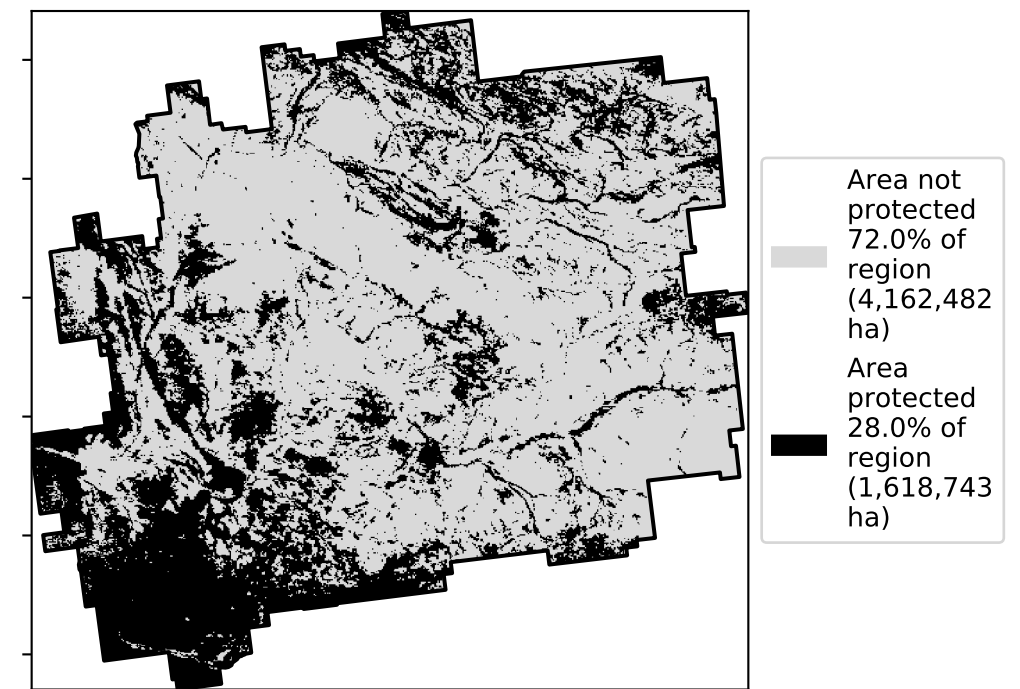 Area not
protected
72.0% of
region
(4,162,482
ha)
Area
protected
28.0% of
region
(1,618,743
ha)